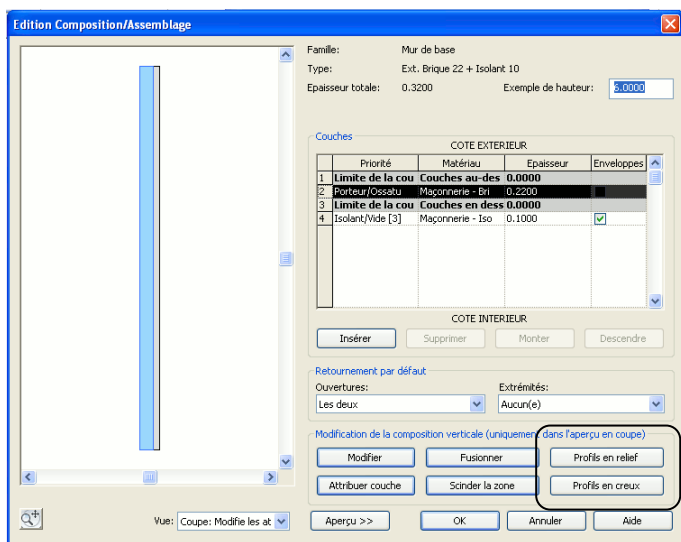 Edition Composition/Assemblage
Famille: Mur de base
Type: Ext. Brique 22 + Isolant 10
Epaisseur totale: 0.3200 Exemple de hauteur: 6.0000
Couches
COTE EXTERIEUR
Priorité Matériau Epaisseur Enveloppes
1 Limite de la cou Couches au-des 0.0000
2 Porteur/Ossatu Maçonnerie - Bri 0.2200
3 Limite de la cou Couches en dess 0.0000
4 Isolant/Vide [3] Maçonnerie - Iso 0.1000
COTE INTERIEUR
Insérer Supprimer Monter Descendre
Retournement par défaut
Ouvertures: Extrémités:
Les deux Aucun(e)
Modification de la composition verticale (uniquement dans l'aperçu en coupe)
Modifier Fusionner Profils en relief
Attribuer couche Scinder la zone Profils en creux
Vue: Coupe: Modifie les at Aperçu >> OK Annuler Aide